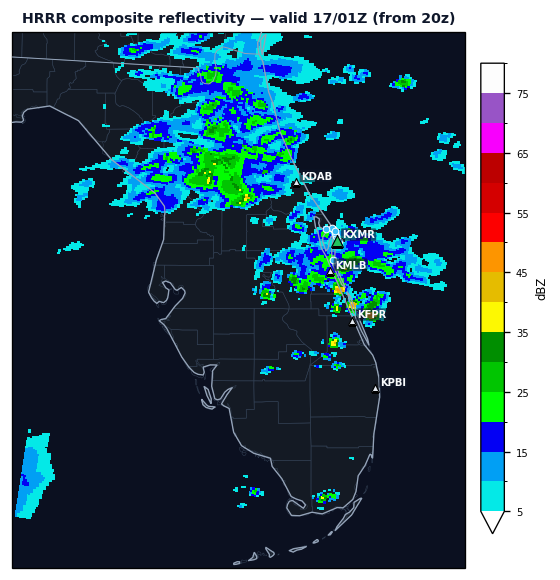 HRRR composite reflectivity — valid 17/01Z (from 20z)
KDAB
KXMR
KMLB
KFPR
KPBI
75
65
55
45
35
25
15
5
dBZ